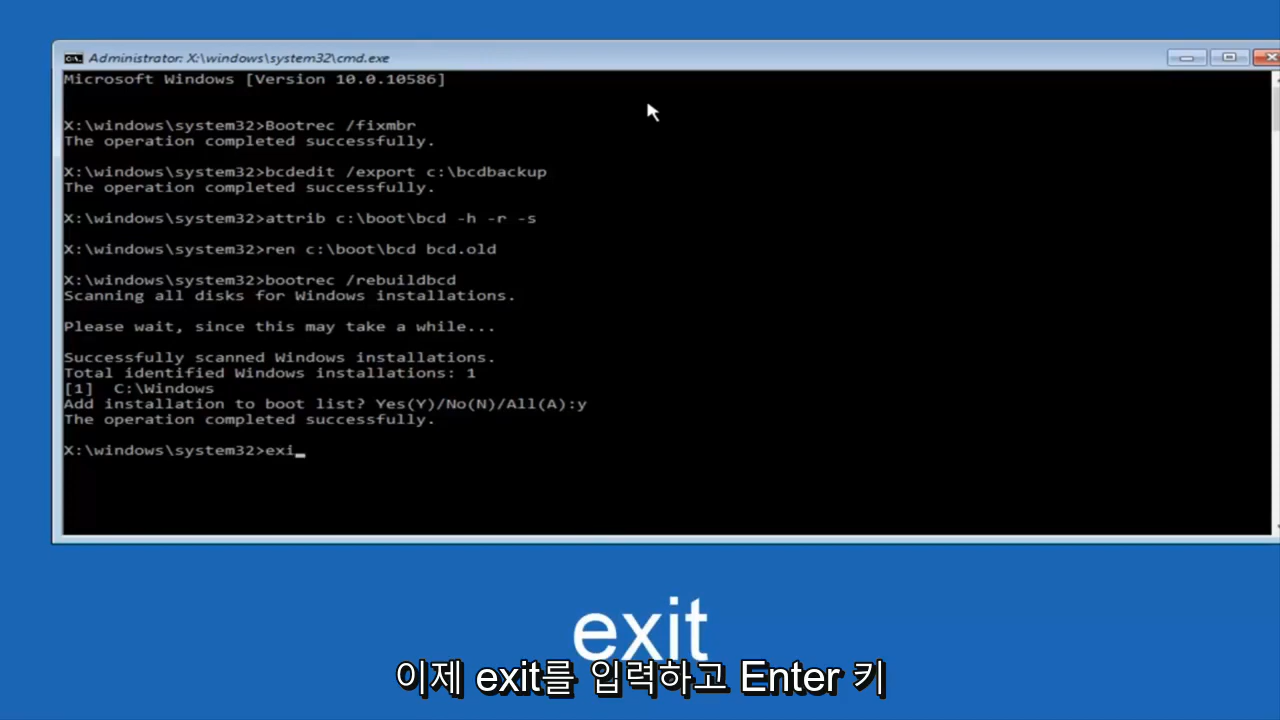 Administrator: X:\windows\system32\cmd.exe
Microsoft Windows [Version 10.0.10586]
X:\windows\system32>Bootrec /fixmbr
The operation completed successfully.
X:\windows\system32>bcdedit /export c:\bcdbackup
The operation completed successfully.
X:\windows\system32>attrib c:\boot\bcd -h -r -s
X:\windows\system32>ren c:\boot\bcd bcd.old
X:\windows\system32>bootrec /rebuildbcd
Scanning all disks for Windows installations.
Please wait, since this may take a while...
Successfully scanned Windows installations.
Total identified Windows installations: 1
[1]  C:\Windows
Add installation to boot list? Yes(Y)/No(N)/All(A):y
The operation completed successfully.
X:\windows\system32>exi_
exit
이제 exit를 입력하고 Enter 키